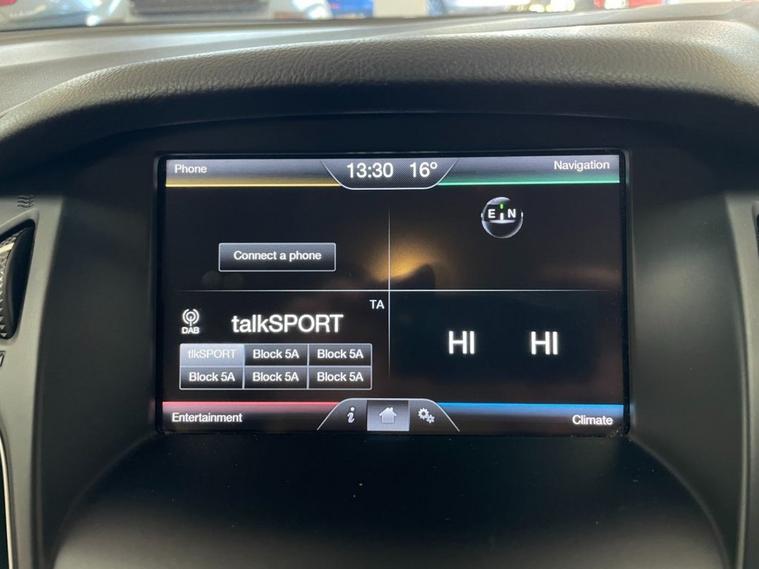 Phone
13:30 16°
Navigation
E N
Connect a phone
TA
DAB
talkSPORT
HI HI
tlkSPORT Block 5A Block 5A
Block 5A Block 5A Block 5A
Entertainment
i
Climate